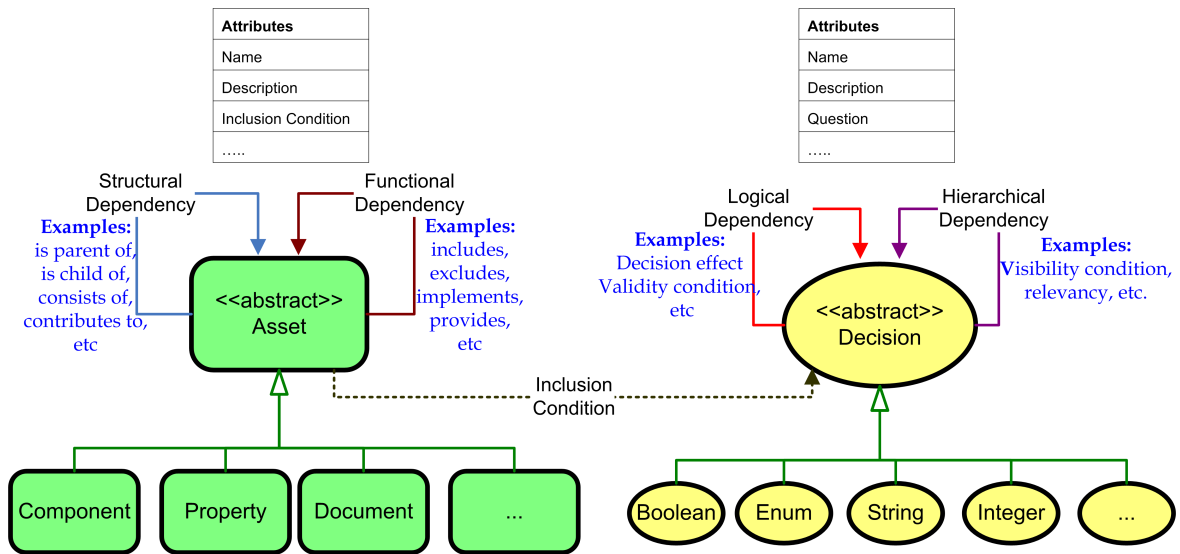 Attributes
Name
Description
Inclusion Condition
…..
Attributes
Name
Description
Question
…..
Structural
Dependency
Functional
Dependency
Examples:
is parent of,
is child of,
consists of,
contributes to,
etc
Examples:
includes,
excludes,
implements,
provides,
etc
<<abstract>>
Asset
Logical
Dependency
Hierarchical
Dependency
Examples:
Decision effect
Validity condition,
etc
Examples:
Visibility condition,
relevancy, etc.
<<abstract>>
Decision
Inclusion
Condition
Component
Property
Document
...
Boolean
Enum
String
Integer
...